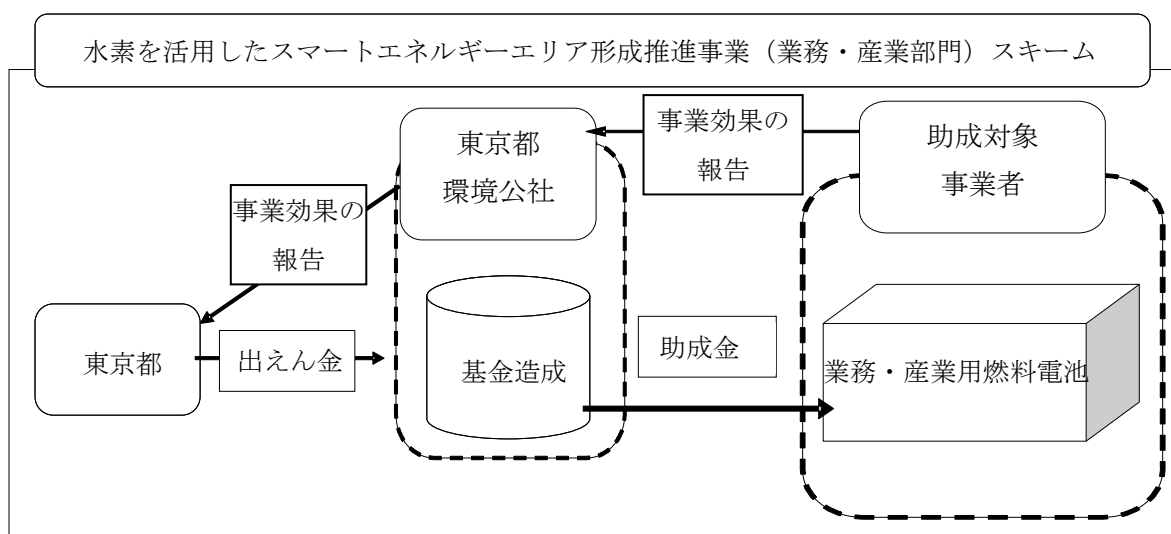 水素を活用したスマートエネルギーエリア形成推進事業（業務・産業部門）スキーム
東京都
環境公社
事業効果の
報告
助成対象
事業者
事業効果の
報告
東京都
出えん金
基金造成
助成金
業務・産業用燃料電池